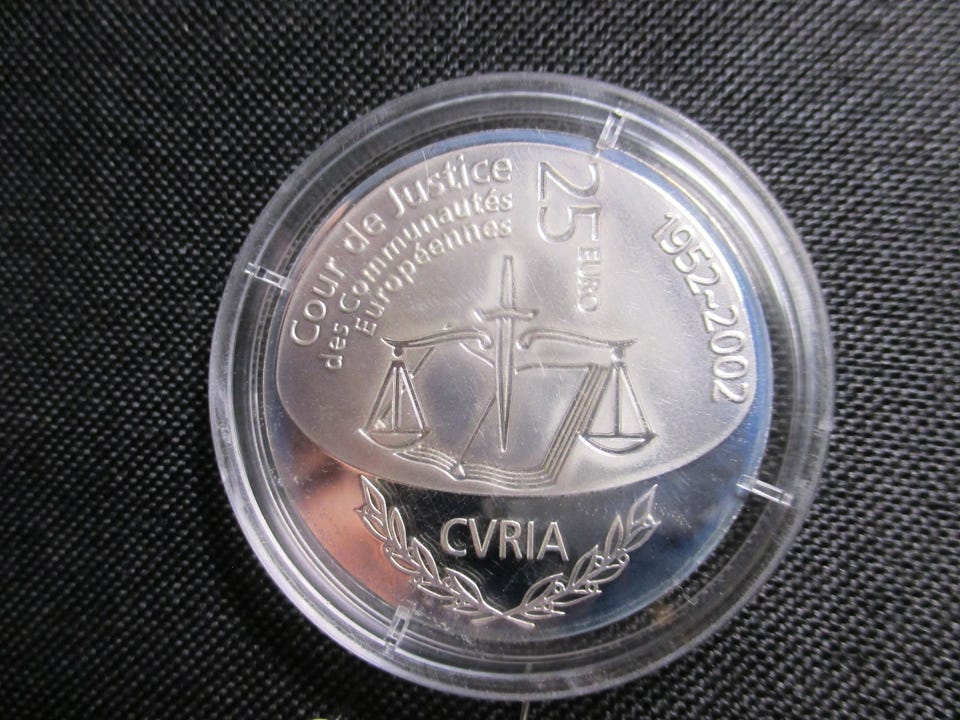 Cour de Justice
des Communautés
Européennes
25 EURO
1952~2002
CVRIA